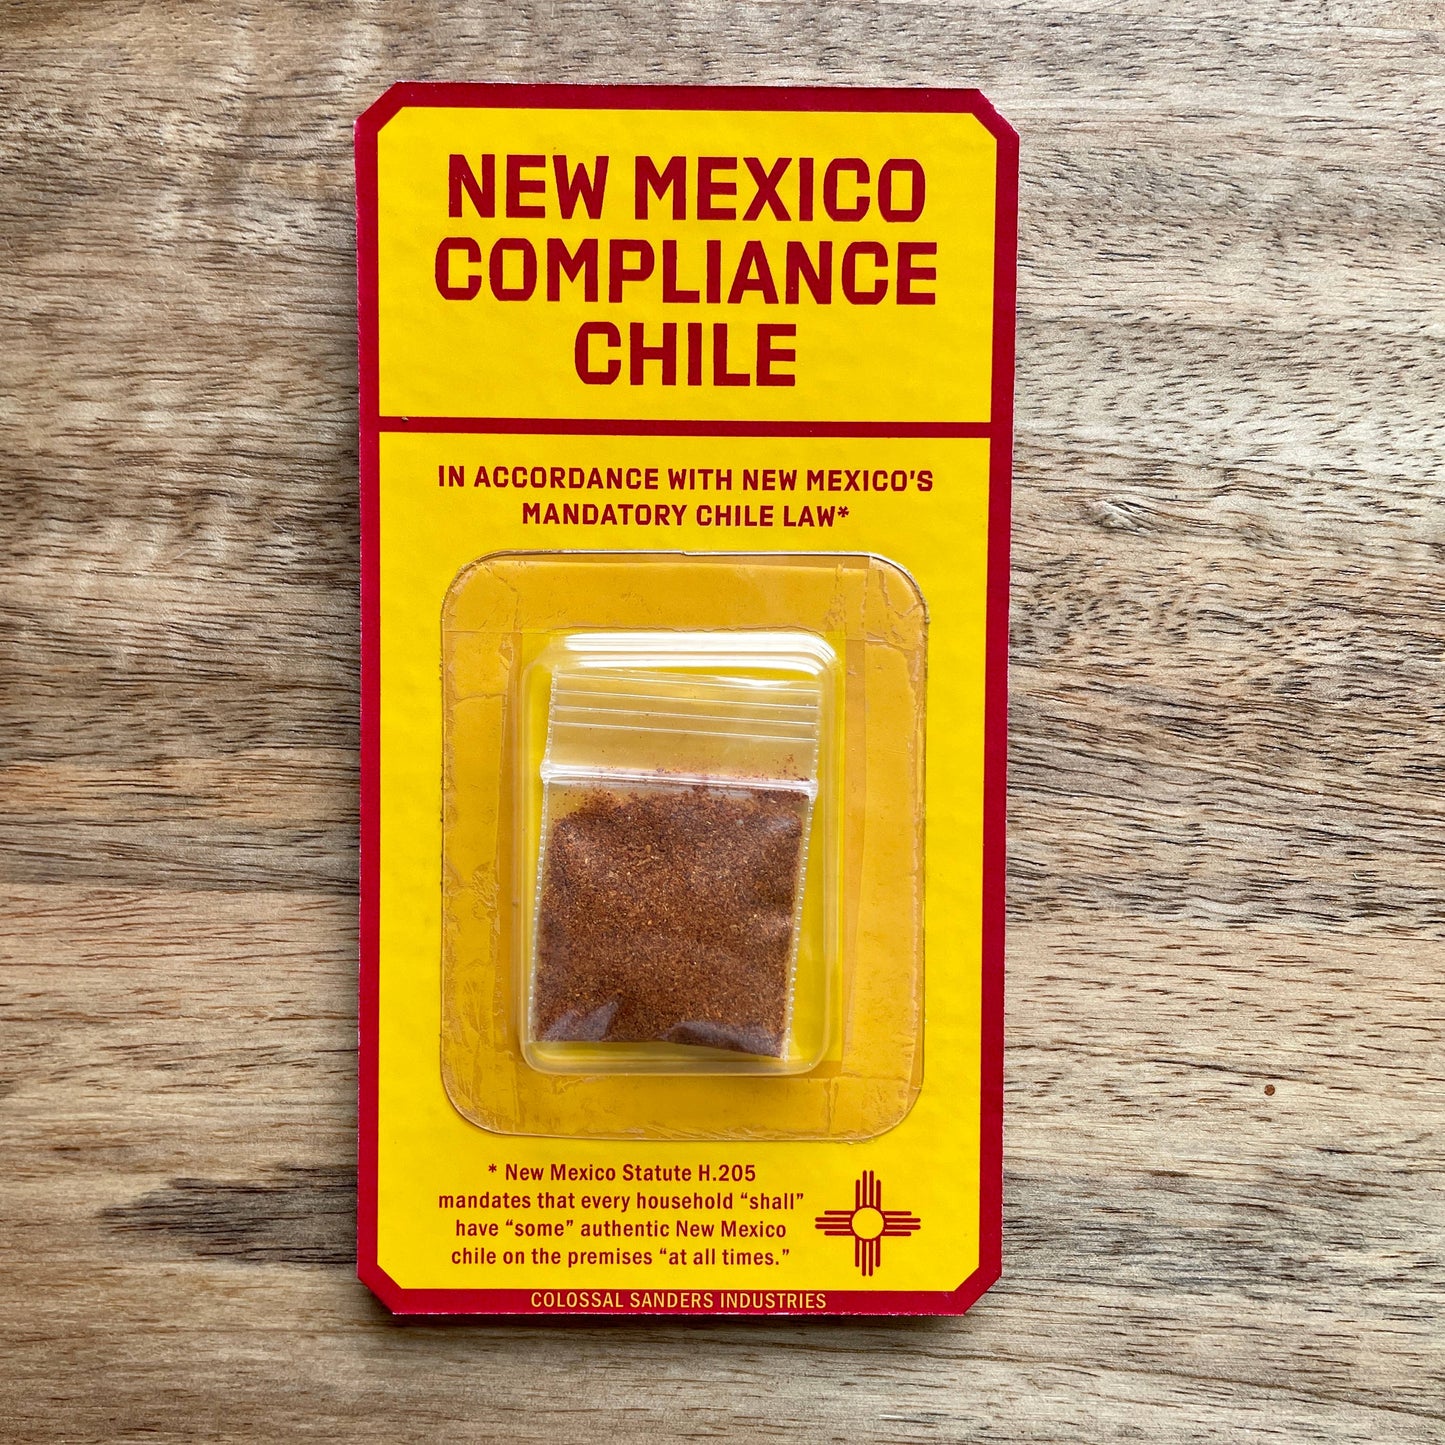 NEW MEXICO
COMPLIANCE
CHILE
IN ACCORDANCE WITH NEW MEXICO'S
MANDATORY CHILE LAW*
* New Mexico Statute H.205
mandates that every household “shall”
have “some” authentic New Mexico
chile on the premises “at all times.”
COLOSSAL SANDERS INDUSTRIES